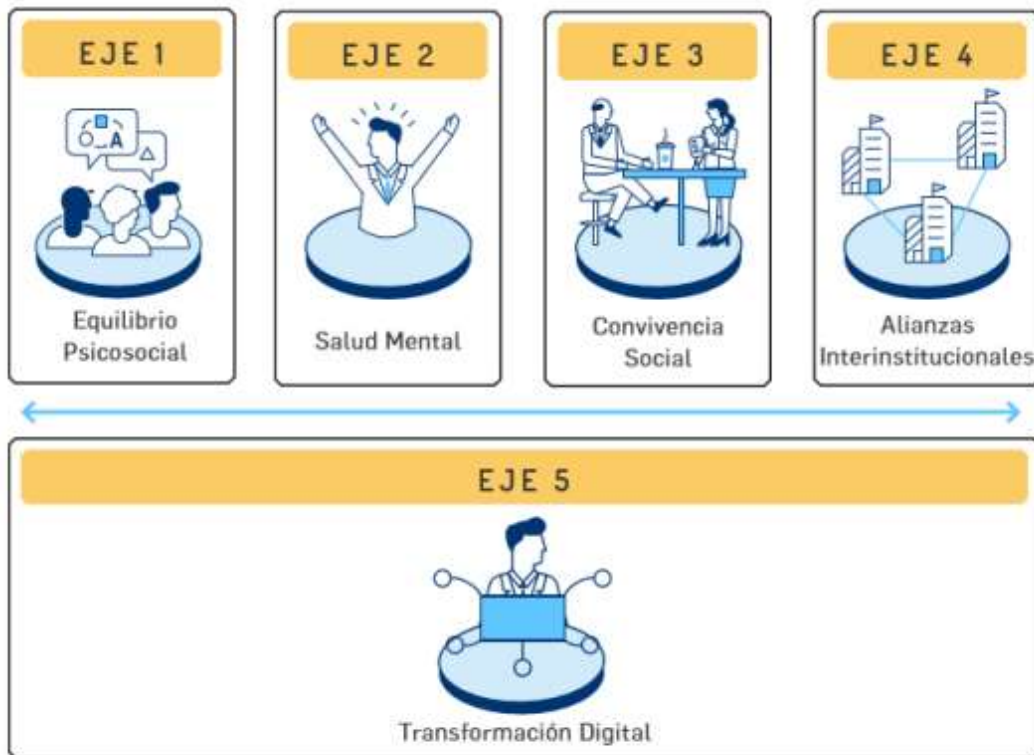 EJE 1
EJE 2
EJE 3
EJE 4
A
Equilibrio
Psicosocial
Salud Mental
Convivencia
Social
Alianzas
Interinstitucionales
EJE 5
Transformación Digital